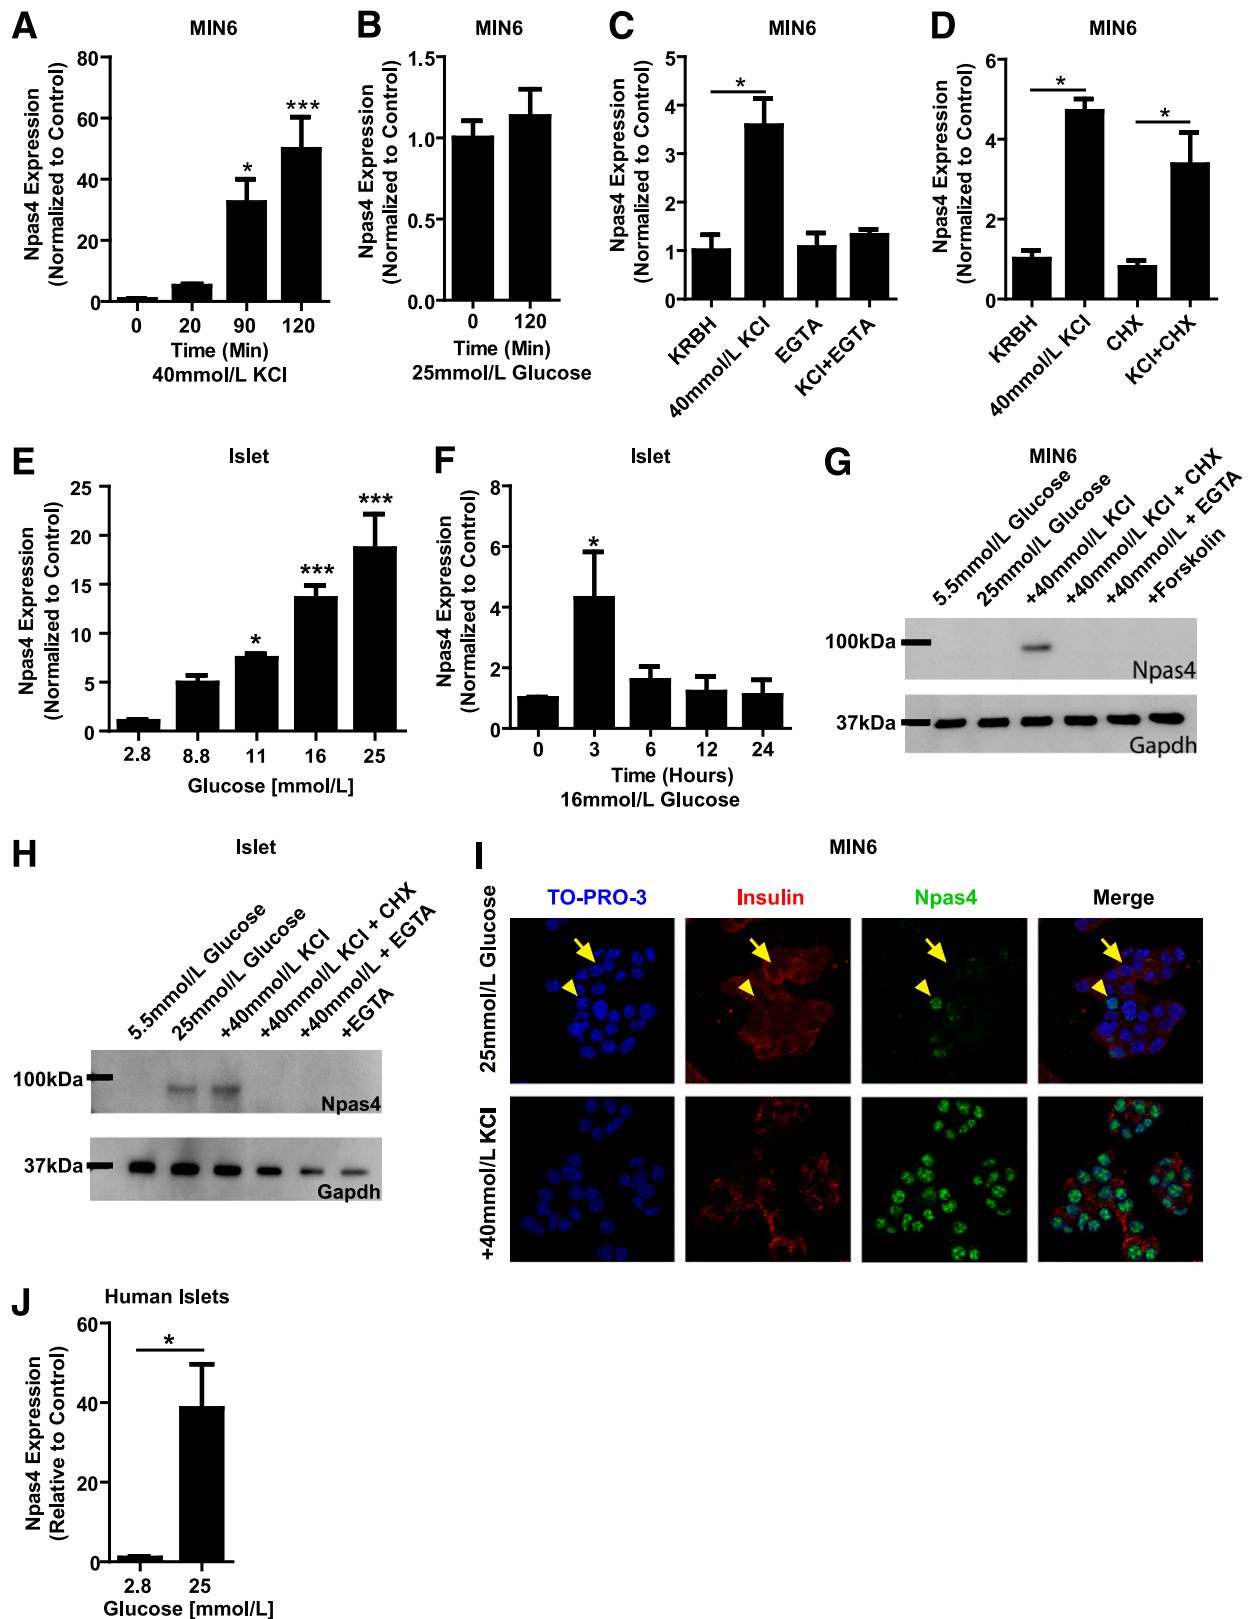 A
MIN6
Npas4 Expression
(Normalized to Control)
80
60
40
20
0
***
*
0 20 90 120
Time (Min)
40mmol/L KCl
B
MIN6
Npas4 Expression
(Normalized to Control)
1.5
1.0
0.5
0.0
0 120
Time (Min)
25mmol/L Glucose
C
MIN6
Npas4 Expression
(Normalized to Control)
5
4
3
2
1
0
*
KRBH
40mmol/L KCl
EGTA
KCl+EGTA
D
MIN6
Npas4 Expression
(Normalized to Control)
6
4
2
0
*
*
KRBH
40mmol/L KCl
CHX
KCl+CHX
E
Islet
Npas4 Expression
(Normalized to Control)
25
20
15
10
5
0
*
***
***
2.8 8.8 11 16 25
Glucose [mmol/L]
F
Islet
Npas4 Expression
(Normalized to Control)
8
6
4
2
0
*
0 3 6 12 24
Time (Hours)
16mmol/L Glucose
G
MIN6
5.5mmol/L Glucose
25mmol/L Glucose
+40mmol/L KCl
+40mmol/L KCl + CHX
+40mmol/L + EGTA
+Forskolin
100kDa
Npas4
37kDa
Gapdh
H
Islet
5.5mmol/L Glucose
25mmol/L Glucose
+40mmol/L KCl
+40mmol/L KCl + CHX
+40mmol/L + EGTA
+EGTA
100kDa
Npas4
37kDa
Gapdh
I
MIN6
TO-PRO-3 Insulin Npas4 Merge
25mmol/L Glucose
+40mmol/L KCl
J
Human Islets
Npas4 Expression
(Relative to Control)
60
40
20
0
*
2.8 25
Glucose [mmol/L]